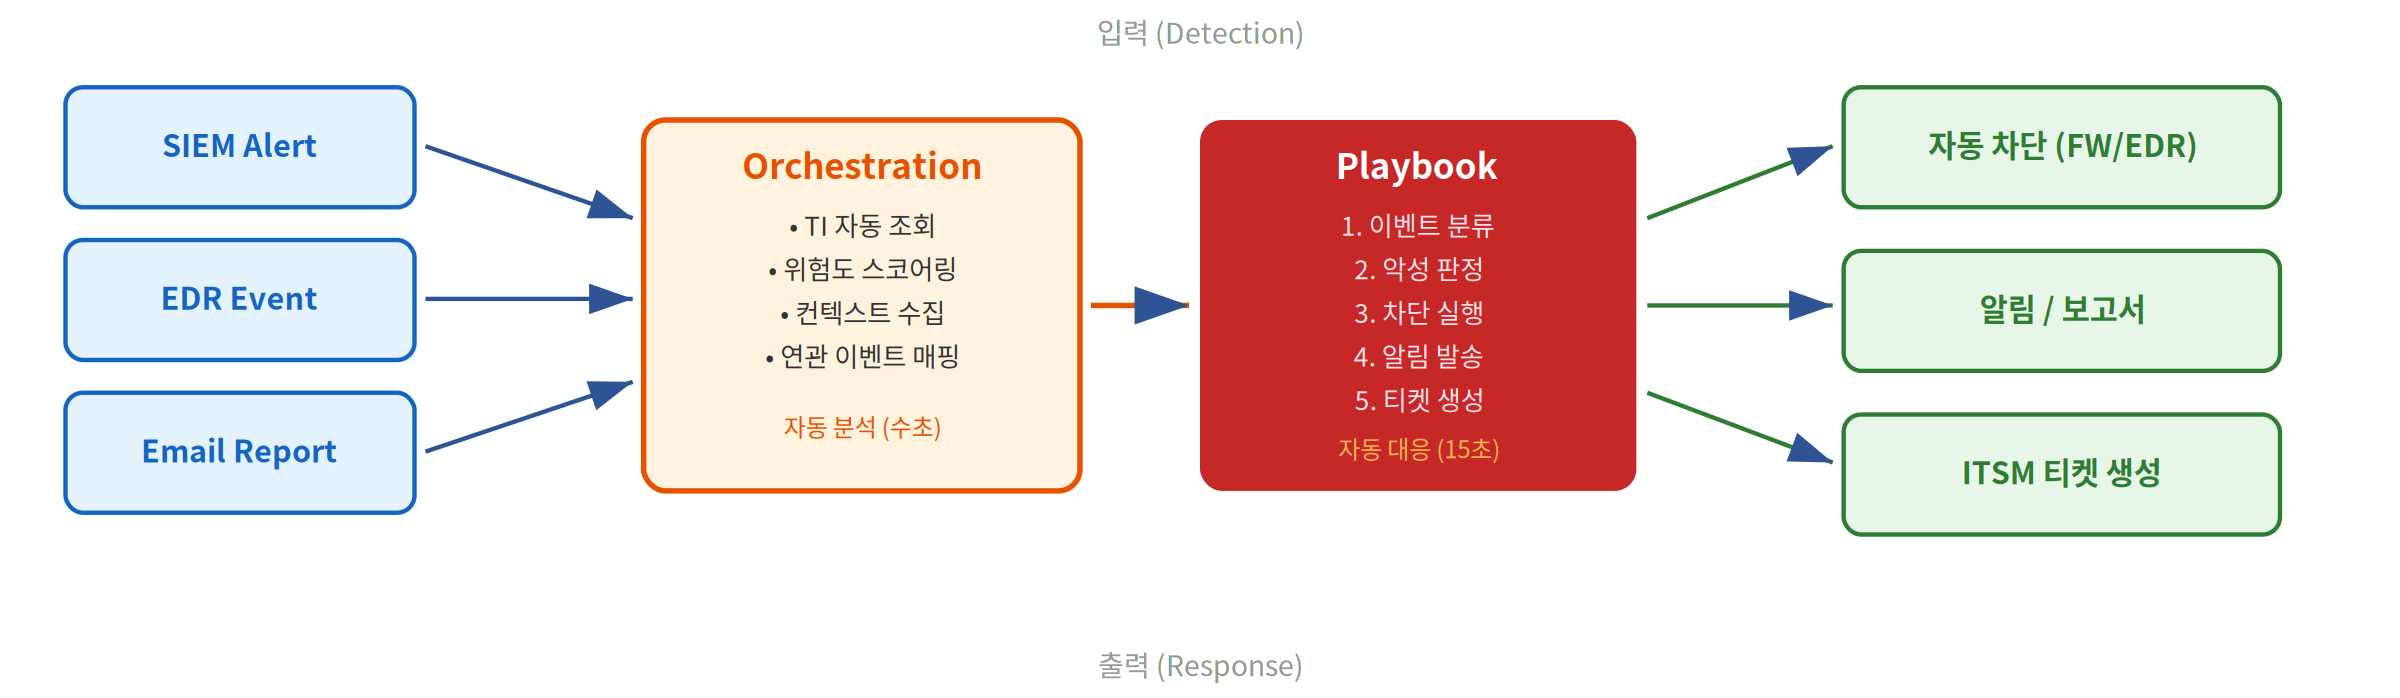 입력 (Detection)
SIEM Alert
EDR Event
Email Report
Orchestration
• TI 자동 조회
• 위험도 스코어링
• 컨텍스트 수집
• 연관 이벤트 매핑
자동 분석 (수초)
Playbook
1. 이벤트 분류
2. 악성 판정
3. 차단 실행
4. 알림 발송
5. 티켓 생성
자동 대응 (15초)
자동 차단 (FW/EDR)
알림 / 보고서
ITSM 티켓 생성
출력 (Response)